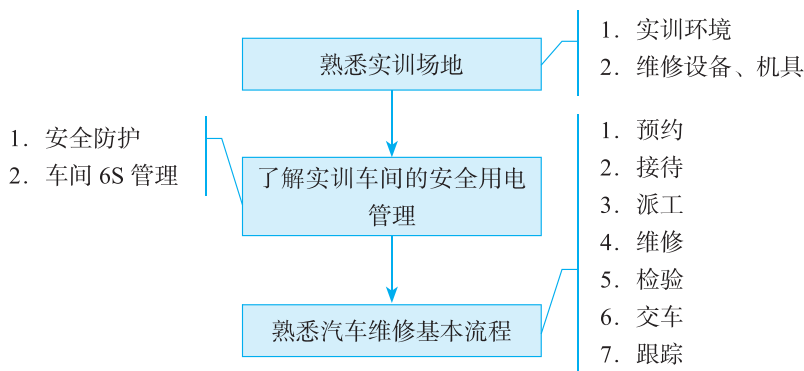 熟悉实训场地
1. 实训环境
2. 维修设备、机具
1. 安全防护
2. 车间 6S 管理
了解实训车间的安全用电
管理
熟悉汽车维修基本流程
1. 预约
2. 接待
3. 派工
4. 维修
5. 检验
6. 交车
7. 跟踪